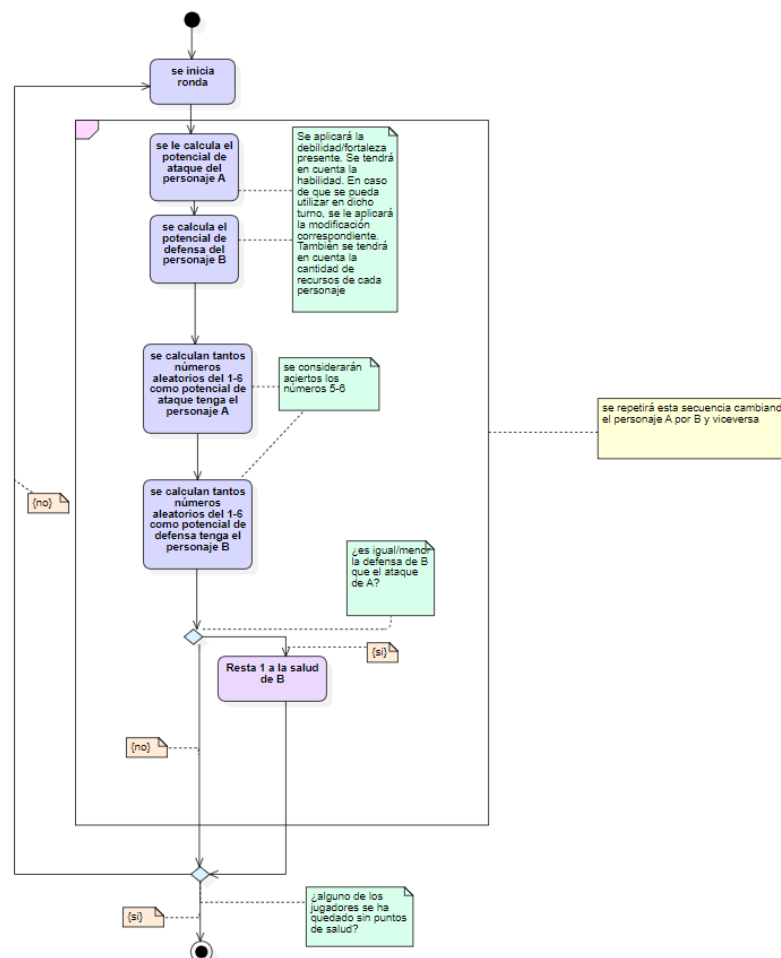 se inicia
ronda
se le calcula el
potencial de
ataque del
personaje A
Se aplicará la
debilidad/fortaleza
presente. Se tendrá
en cuenta la
habilidad. En caso
de que se pueda
utilizar en dicho
turno, se le aplicará
la modificación
correspondiente.
También se tendrá
en cuenta la
cantidad de
recursos de cada
personaje
se calcula el
potencial de
defensa del
personaje B
se calculan tantos
números
aleatorios del 1-6
como potencial de
ataque tenga el
personaje A
se considerarán
aciertos los
números 5-6
se repetirá esta secuencia cambiand
el personaje A por B y viceversa
{no}
se calculan tantos
números
aleatorios del 1-6
como potencial de
defensa tenga el
personaje B
¿es igual/menor
la defensa de B
que el ataque
de A?
{si}
Resta 1 a la salud
de B
{no}
¿alguno de los
jugadores se ha
quedado sin puntos
de salud?
{si}